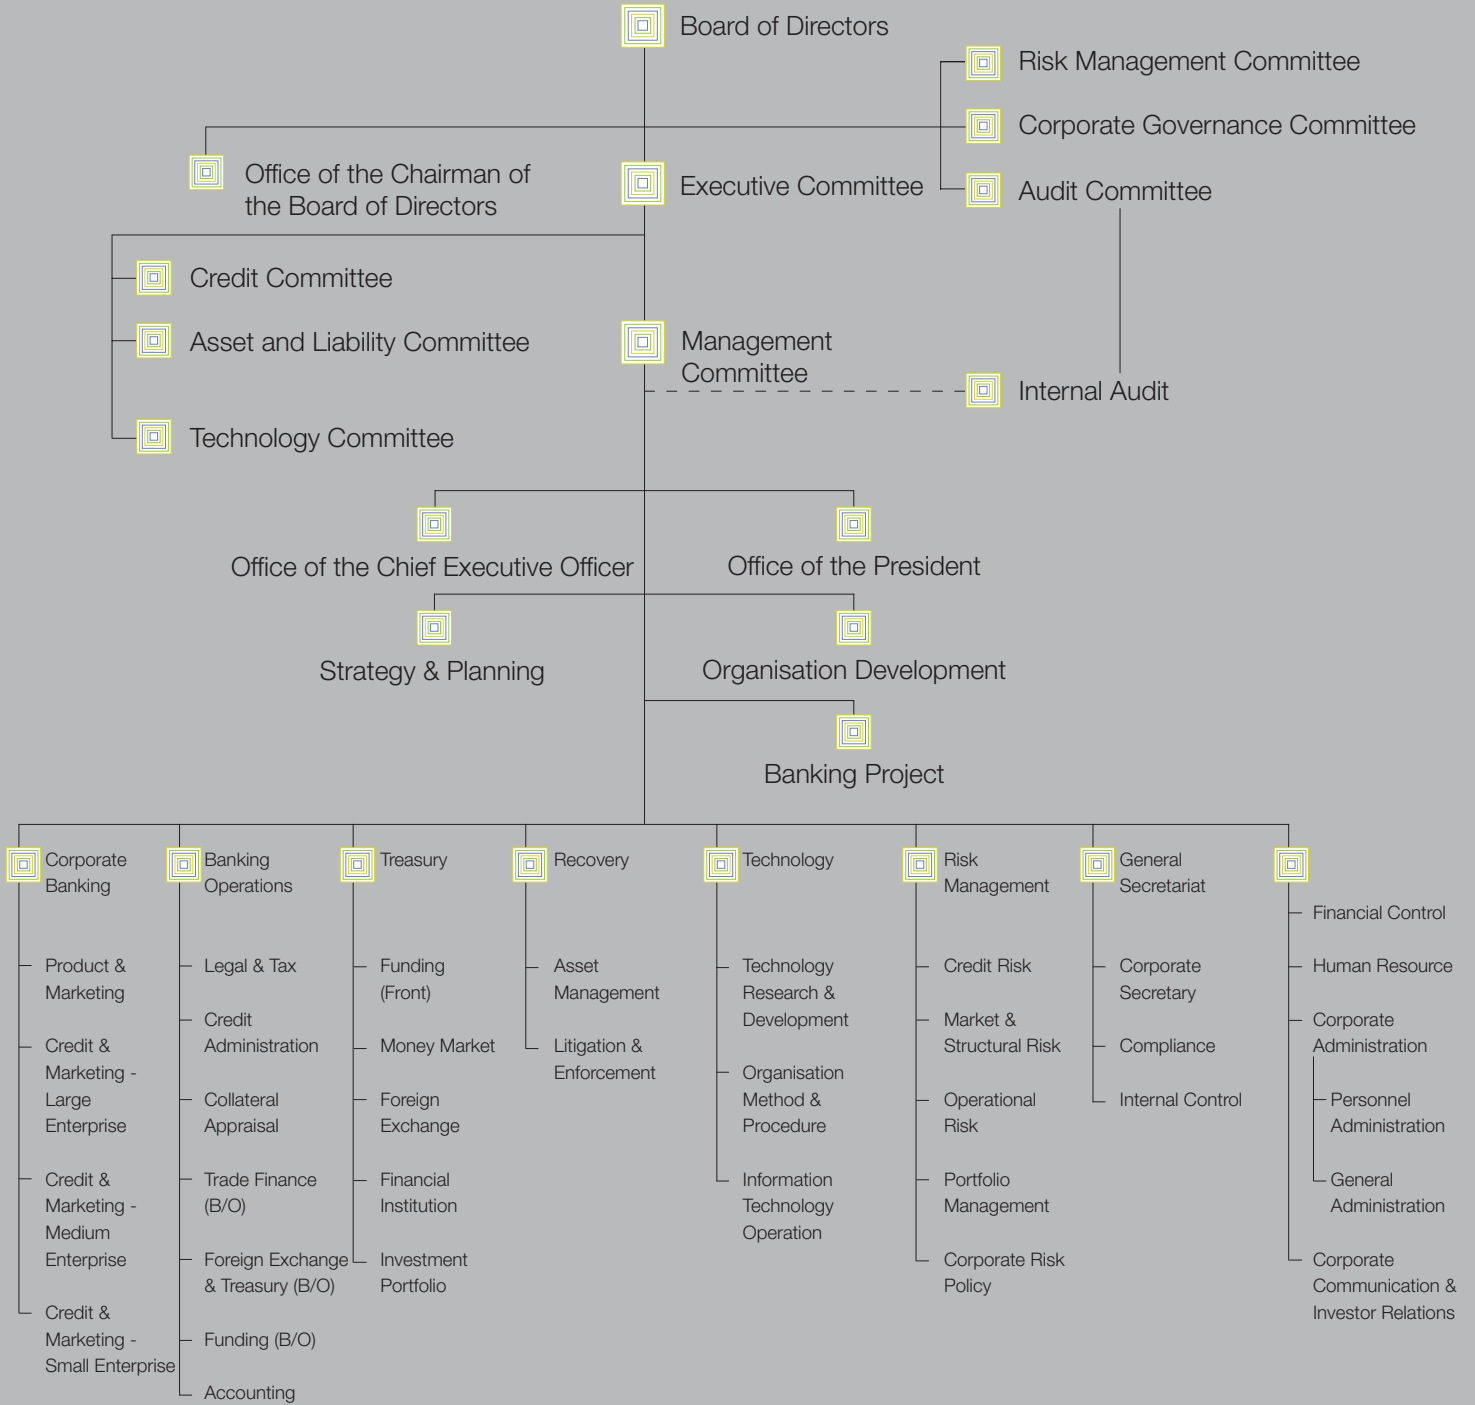 Board of Directors
Risk Management Committee
Corporate Governance Committee
Office of the Chairman of
the Board of Directors
Executive Committee
Audit Committee
Credit Committee
Asset and Liability Committee
Management
Committee
Internal Audit
Technology Committee
Office of the Chief Executive Officer
Office of the President
Strategy & Planning
Organisation Development
Banking Project
Corporate
Banking
Product &
Marketing
Credit &
Marketing -
Large
Enterprise
Credit &
Marketing -
Medium
Enterprise
Credit &
Marketing -
Small Enterprise
Banking
Operations
Legal & Tax
Credit
Administration
Collateral
Appraisal
Trade Finance
(B/O)
Foreign Exchange
& Treasury (B/O)
Funding (B/O)
Accounting
Treasury
Funding
(Front)
Money Market
Foreign
Exchange
Financial
Institution
Investment
Portfolio
Recovery
Asset
Management
Litigation &
Enforcement
Technology
Technology
Research &
Development
Organisation
Method &
Procedure
Information
Technology
Operation
Risk
Management
Credit Risk
Market &
Structural Risk
Operational
Risk
Portfolio
Management
Corporate Risk
Policy
General
Secretariat
Corporate
Secretary
Compliance
Internal Control
Financial Control
Human Resource
Corporate
Administration
Personnel
Administration
General
Administration
Corporate
Communication &
Investor Relations